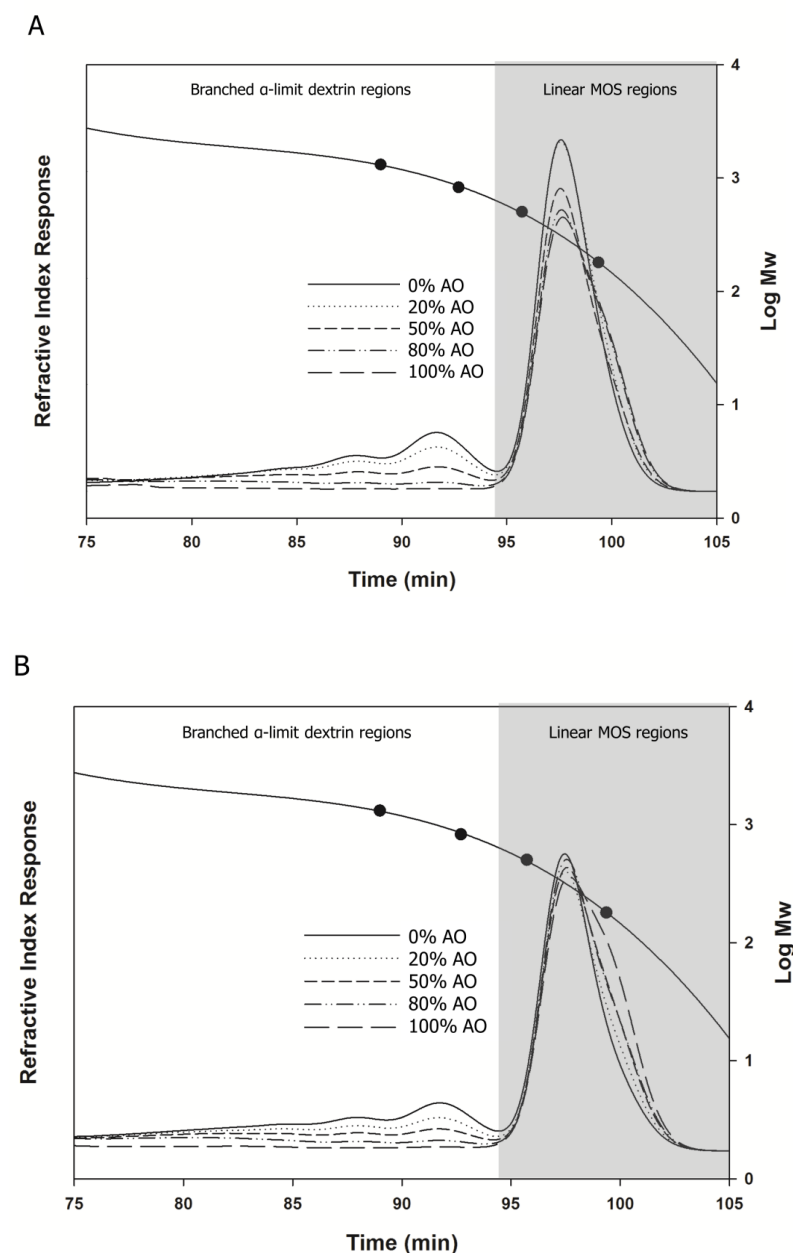 A
Branched α-limit dextrin regions
Linear MOS regions
Refractive Index Response
Log Mw
4
3
2
1
0
0% AO
20% AO
50% AO
80% AO
100% AO
75
80
85
90
95
100
105
Time (min)
B
Branched α-limit dextrin regions
Linear MOS regions
Refractive Index Response
Log Mw
4
3
2
1
0
0% AO
20% AO
50% AO
80% AO
100% AO
75
80
85
90
95
100
105
Time (min)